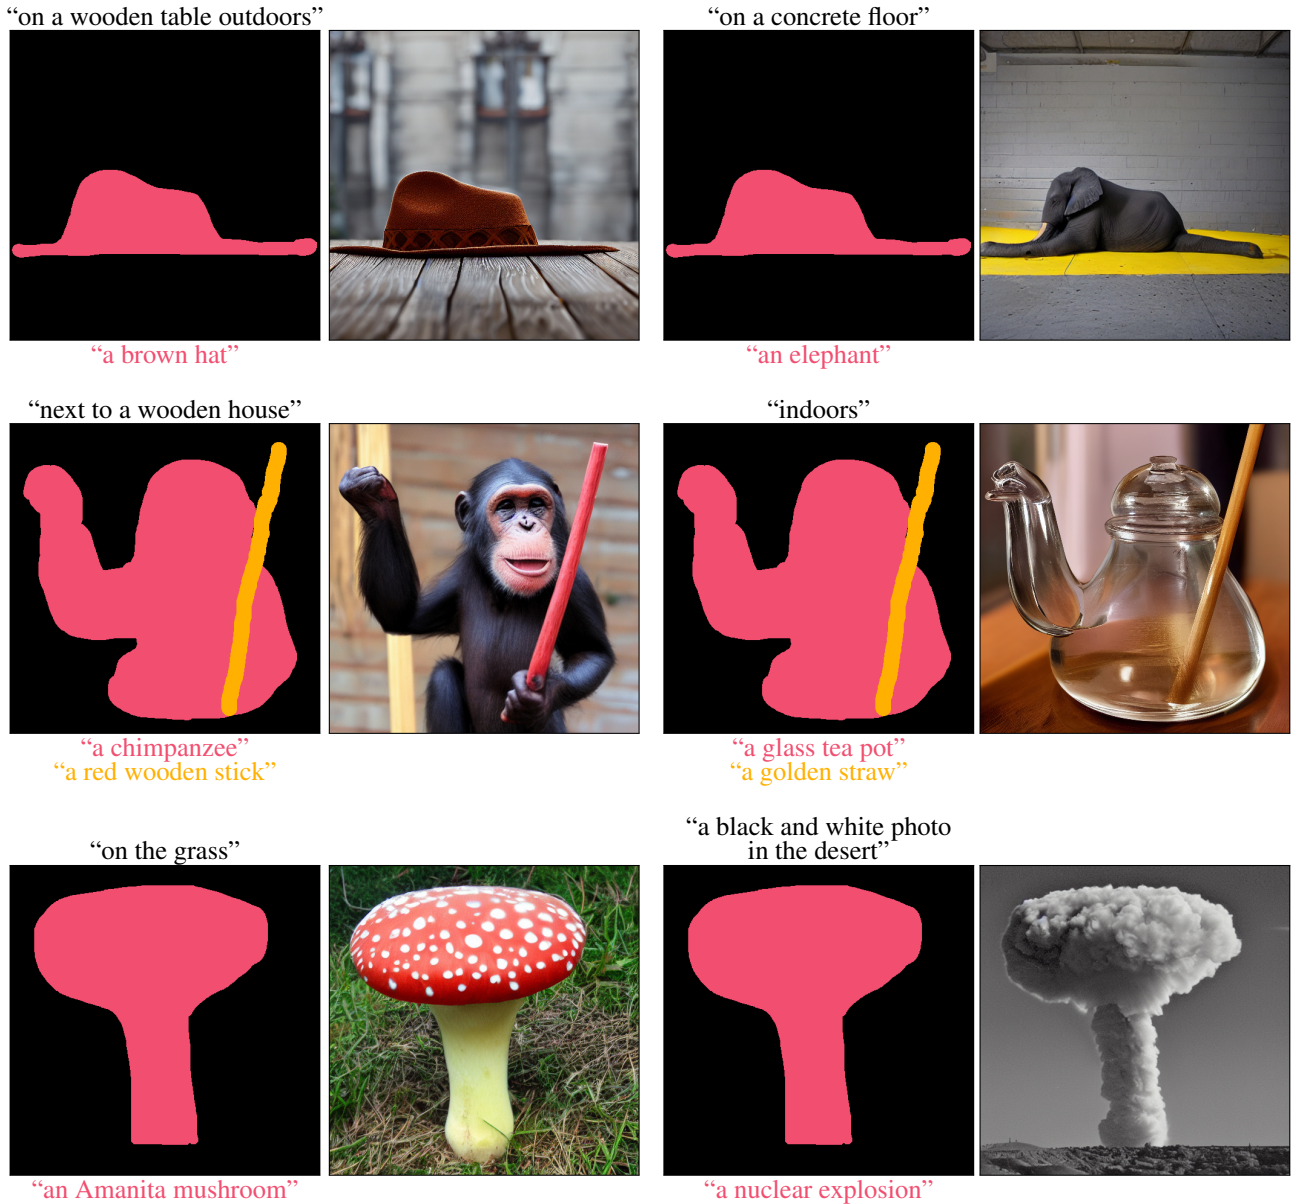 “on a wooden table outdoors”
“on a concrete floor”
“a brown hat”
“an elephant”
“next to a wooden house”
“indoors”
“a chimpanzee”
“a red wooden stick”
“a glass tea pot”
“a golden straw”
“on the grass”
“a black and white photo
in the desert”
“an Amanita mushroom”
“a nuclear explosion”